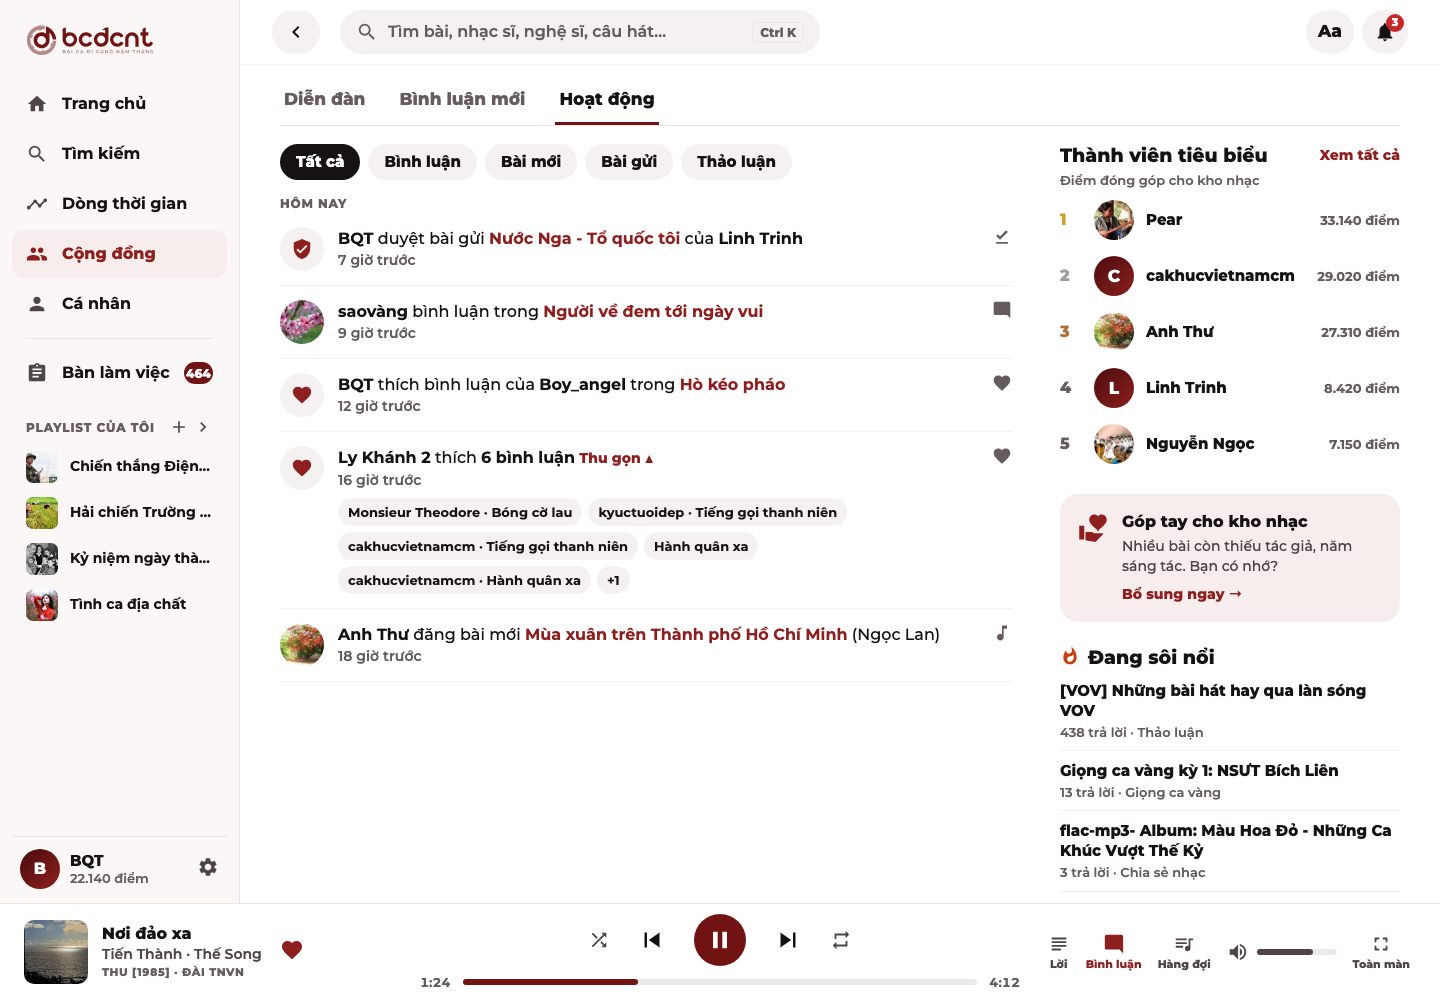 bcdcnt
BÀI CA ĐI CÙNG NĂM THÁNG
Trang chủ
Tìm kiếm
Dòng thời gian
Cộng đồng
Cá nhân
Bàn làm việc 464
PLAYLIST CỦA TÔI
Chiến thắng Điện...
Hải chiến Trường ...
Kỷ niệm ngày thà...
Tình ca địa chất
B
BQT
22.140 điểm
Tìm bài, nhạc sĩ, nghệ sĩ, câu hát...
Ctrl K
Aa
3
Diễn đàn
Bình luận mới
Hoạt động
Tất cả
Bình luận
Bài mới
Bài gửi
Thảo luận
HÔM NAY
BQT duyệt bài gửi Nước Nga - Tổ quốc tôi của Linh Trinh
7 giờ trước
saovàng bình luận trong Người về đem tới ngày vui
9 giờ trước
BQT thích bình luận của Boy_angel trong Hò kéo pháo
12 giờ trước
Ly Khánh 2 thích 6 bình luận Thu gọn ▴
16 giờ trước
Monsieur Theodore · Bóng cờ lau
kyuctuoidep · Tiếng gọi thanh niên
cakhucvietnamcm · Tiếng gọi thanh niên
Hành quân xa
cakhucvietnamcm · Hành quân xa
+1
Anh Thư đăng bài mới Mùa xuân trên Thành phố Hồ Chí Minh (Ngọc Lan)
18 giờ trước
Thành viên tiêu biểu
Xem tất cả
Điểm đóng góp cho kho nhạc
1 Pear 33.140 điểm
2 C cakhucvietnamcm 29.020 điểm
3 Anh Thư 27.310 điểm
4 L Linh Trinh 8.420 điểm
5 Nguyễn Ngọc 7.150 điểm
Góp tay cho kho nhạc
Nhiều bài còn thiếu tác giả, năm
sáng tác. Bạn có nhớ?
Bổ sung ngay →
Đang sôi nổi
[VOV] Những bài hát hay qua làn sóng
VOV
438 trả lời · Thảo luận
Giọng ca vàng kỳ 1: NSƯT Bích Liên
13 trả lời · Giọng ca vàng
flac-mp3- Album: Màu Hoa Đỏ - Những Ca
Khúc Vượt Thế Kỷ
3 trả lời · Chia sẻ nhạc
Nơi đảo xa
Tiến Thành · Thế Song
THU [1985] · ĐÀI TNVN
1:24
4:12
Lời
Bình luận
Hàng đợi
Toàn màn